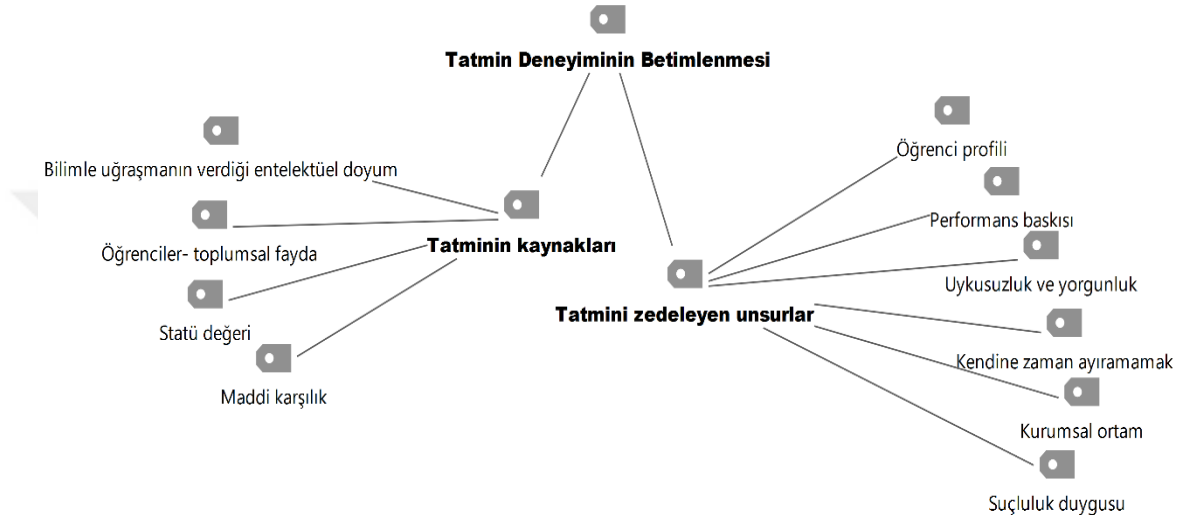 Tatmin Deneyiminin Betimlenmesi
Bilimle uğraşmanın verdiği entelektüel doyum
Öğrenciler- toplumsal fayda
Statü değeri
Maddi karşılık
Tatminin kaynakları
Tatmini zedeleyen unsurlar
Öğrenci profili
Performans baskısı
Uykusuzluk ve yorgunluk
Kendine zaman ayıramamak
Kurumsal ortam
Suçluluk duygusu